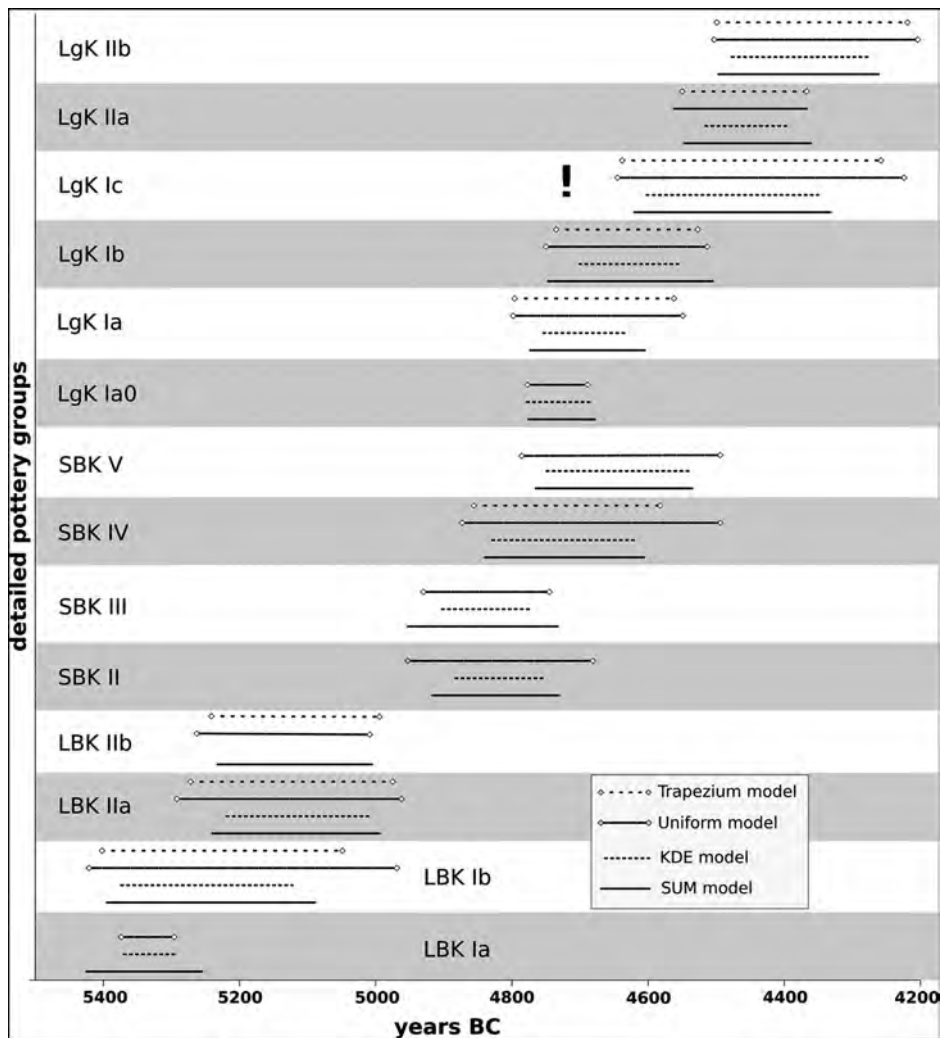 LgK IIb
LgK IIa
LgK Ic
!
LgK Ib
LgK Ia
LgK Ia0
SBK V
SBK IV
SBK III
SBK II
LBK IIb
LBK IIa
LBK Ib
LBK Ia
detailed pottery groups
Trapezium model
Uniform model
KDE model
SUM model
5400 5200 5000 4800 4600 4400 4200
years BC